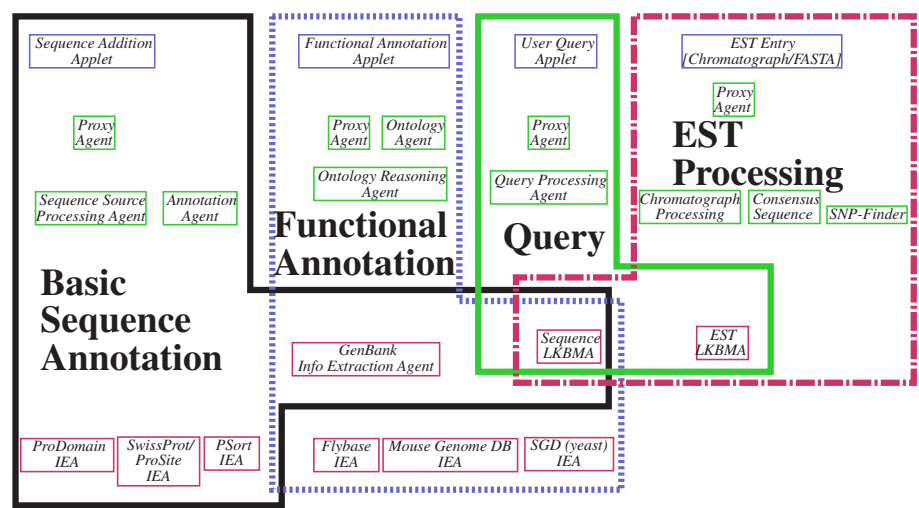 Sequence Addition
Applet
Functional Annotation
Applet
User Query
Applet
EST Entry
[Chromatograph/FASTA]
Proxy
Agent
Proxy
Agent
Ontology
Agent
Proxy
Agent
Proxy
Agent
EST
Processing
Ontology Reasoning
Agent
Query Processing
Agent
Sequence Source
Processing Agent
Annotation
Agent
Chromatograph
Processing
Consensus
Sequence
SNP-Finder
Functional
Annotation
Query
Basic
Sequence
Annotation
GenBank
Info Extraction Agent
Sequence
LKBMA
EST
LKBMA
ProDomain
IEA
SwissProt/
ProSite
IEA
PSort
IEA
Flybase
IEA
Mouse Genome DB
IEA
SGD (yeast)
IEA